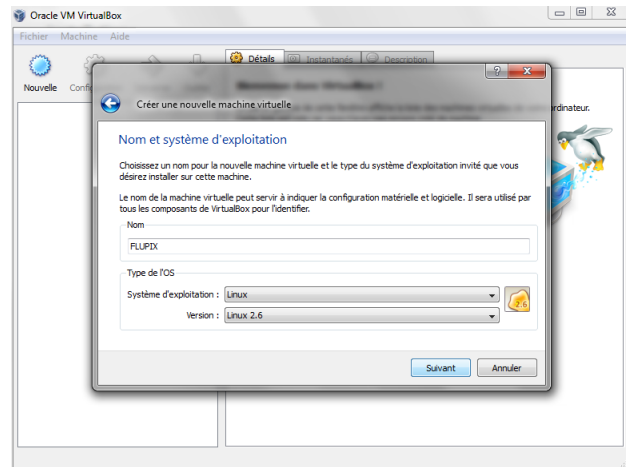 Oracle VM VirtualBox
Fichier Machine Aide
Détails Instantanés Description
Nouvelle
Créer une nouvelle machine virtuelle
ordinateur.
Nom et système d'exploitation
Choisissez un nom pour la nouvelle machine virtuelle et le type du système d'exploitation invité que vous
désirez installer sur cette machine.
Le nom de la machine virtuelle peut servir à indiquer la configuration matérielle et logicielle. Il sera utilisé par
tous les composants de VirtualBox pour l'identifier.
Nom
FLUPIX
Type de l'OS
Système d'exploitation : Linux
2.6
Version : Linux 2.6
Suivant Annuler